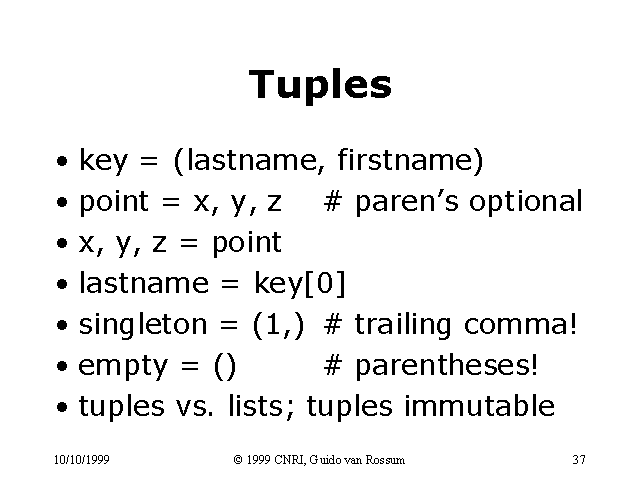 Tuples
• key = (lastname, firstname)
• point = x, y, z # paren’s optional
• x, y, z = point
• lastname = key[0]
• singleton = (1,) # trailing comma!
• empty = () # parentheses!
• tuples vs. lists; tuples immutable
10/10/1999 © 1999 CNRI, Guido van Rossum 37